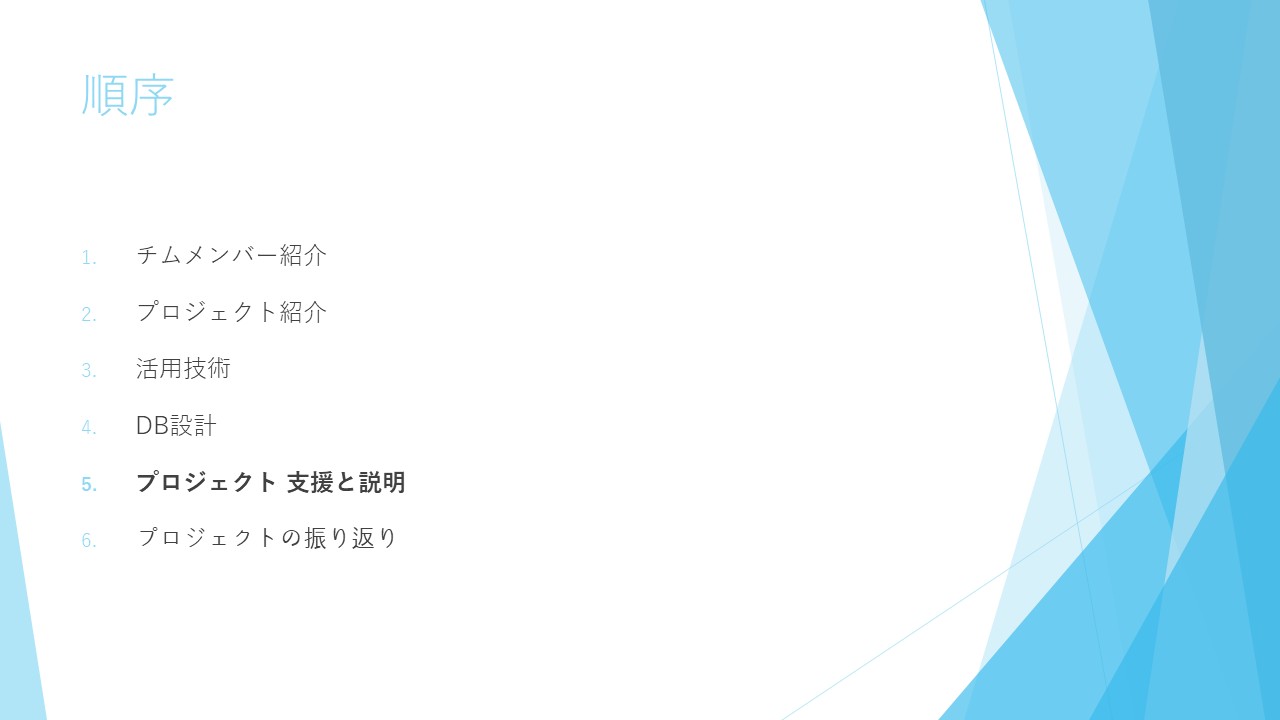 順序
1. チムメンバー紹介
2. プロジェクト紹介
3. 活用技術
4. DB設計
5. プロジェクト 支援と説明
6. プロジェクトの振り返り